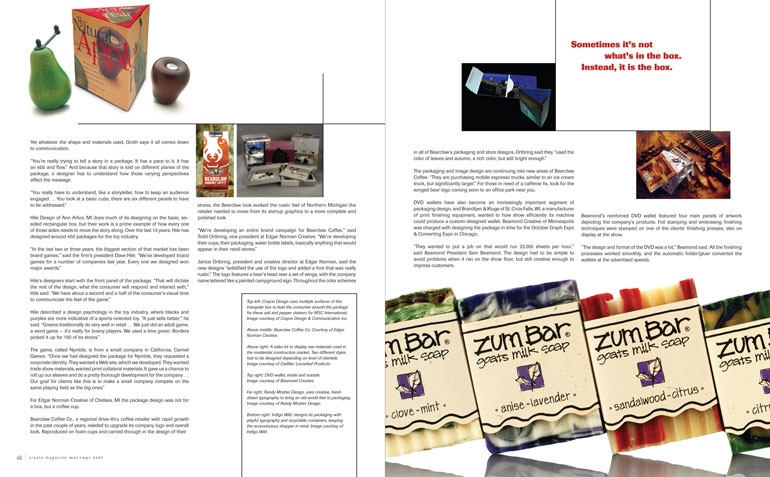 The
Natural
Apple
Yet whatever the shape and materials used, Groth says it all comes down
to communication.
"You're really trying to tell a story in a package. It has a pace to it, it has
an ebb and flow." And because that story is told on different planes of the
package, a designer has to understand how those varying perspectives
affect the message.
"You really have to understand, like a storyteller, how to keep an audience
engaged … You look at a basic cube, there are six different panels to have
to be addressed."
Hile Design of Ann Arbor, MI does much of its designing on the basic, six-
sided rectangular box, but their work is a prime example of how every one
of those sides needs to move the story along. Over the last 10 years, Hile has
designed around 450 packages for the toy industry.
"In the last two or three years, the biggest section of that market has been
board games," said the firm's president Dave Hile. "We've developed board
games for a number of companies last year. Every one we designed won
major awards."
Hile's designers start with the front panel of the package. "That will dictate
the rest of the design; what the consumer will respond and interact with,"
Hile said. "We have about a second and a half of the consumer's visual time
to communicate the feel of the game."
Hile described a design psychology in the toy industry, where blacks and
purples are more indicative of a sports-oriented toy. "It just sells better," he
said. "Greens traditionally do very well in retail … We just did an adult game,
a word game – it's really for brainy players. We used a lime green. Borders
picked it up for 165 of its stores."
The game, called Nymble, is from a small company in California, Carmel
Games. "Once we had designed the package for Nymble, they requested a
corporate identity. They wanted a Web site, which we developed. They wanted
trade show materials, wanted print collateral materials. It gave us a chance to
roll up our sleeves and do a pretty thorough development for the company …
Our goal for clients like this is to make a small company compete on the
same playing field as the big ones."
For Edgar Norman Creative of Chelsea, MI the package design was not for
a box, but a coffee cup.
Bearclaw Coffee Co., a regional drive-thru coffee retailer with rapid growth
in the past couple of years, needed to upgrade its company logo and overall
look. Reproduced on foam cups and carried through in the design of their
BEARCLAW
stores, the Bearclaw look evoked the rustic feel of Northern Michigan the
retailer needed to move from its startup graphics to a more complete and
polished look.
"We're developing an entire brand campaign for Bearclaw Coffee," said
Todd Ortbring, vice president at Edgar Norman Creative. "We're developing
their cups, their packaging, water bottle labels, basically anything that would
appear in their retail stores."
Janice Ortbring, president and creative director at Edgar Norman, said the
new designs "solidified the use of the logo and added a font that was really
rustic." The logo features a bear's head over a set of wings, with the company
name lettered like a painted campground sign. Throughout the color schemes
Top left: Crayon Design uses multiple surfaces of this
triangular box to lead the consumer around the package
for these salt and pepper shakers for MSC International.
Image courtesy of Crayon Design & Communication Inc.
Above middle: Bearclaw Coffee Co. Courtesy of Edgar
Norman Creative.
Above right: A sales kit to display raw materials used in
the residential construction market. Two different styles
had to be designed depending on level of clientele.
Image courtesy of Cadillac Looseleaf Products.
Top right: DVD wallet, inside and outside.
Image courtesy of Beamond Creative.
Far right: Randy Mosher Design, uses creative, hand-
drawn typography to bring an old-world feel to packaging.
Image courtesy of Randy Mosher Design.
Bottom right: Indigo Wild, designs its packaging with
playful typography and recyclable containers, keeping
the eco-conscious shopper in mind. Image courtesy of
Indigo Wild.
create magazine
Sometimes it's not
what's in the box.
Instead, it is the box.
in all of Bearclaw's packaging and store designs, Ortbring said they "used the
color of leaves and autumn, a rich color, but still bright enough."
The packaging and image design are continuing into new areas of Bearclaw
Coffee. "They are purchasing mobile espresso trucks, similar to an ice cream
truck, but significantly larger." For those in need of a caffeine fix, look for the
winged bear logo coming soon to an office park near you.
DVD wallets have also become an increasingly important segment of
packaging design, and Brandtjen & Kluge of St. Croix Falls, WI, a manufacturer
of print finishing equipment, wanted to show how efficiently its machine
could produce a custom-designed wallet. Beamond Creative of Minneapolis
was charged with designing the package in time for the October Graph Expo
& Converting Expo in Chicago.
"They wanted to put a job on that would run 22,000 sheets per hour,"
said Beamond President Sam Beamond. The design had to be simple to
avoid problems when it ran on the show floor, but still creative enough to
impress customers.
Beamond's reinforced DVD wallet featured four main panels of artwork
depicting the company's products. Foil stamping and embossing finishing
techniques were stamped on one of the clients' finishing presses, also on
display at the show.
"The design and format of the DVD was a hit," Beamond said. All the finishing
processes worked smoothly, and the automatic folder/gluer converted the
wallets at the advertised speeds.
ZUM BAR
goats milk soap
clove-mint
ZUM BAR
goats milk soap
anise-lavender
ZUM BAR
goats milk soap
sandalwood-citrus
ZUM
goats
citr